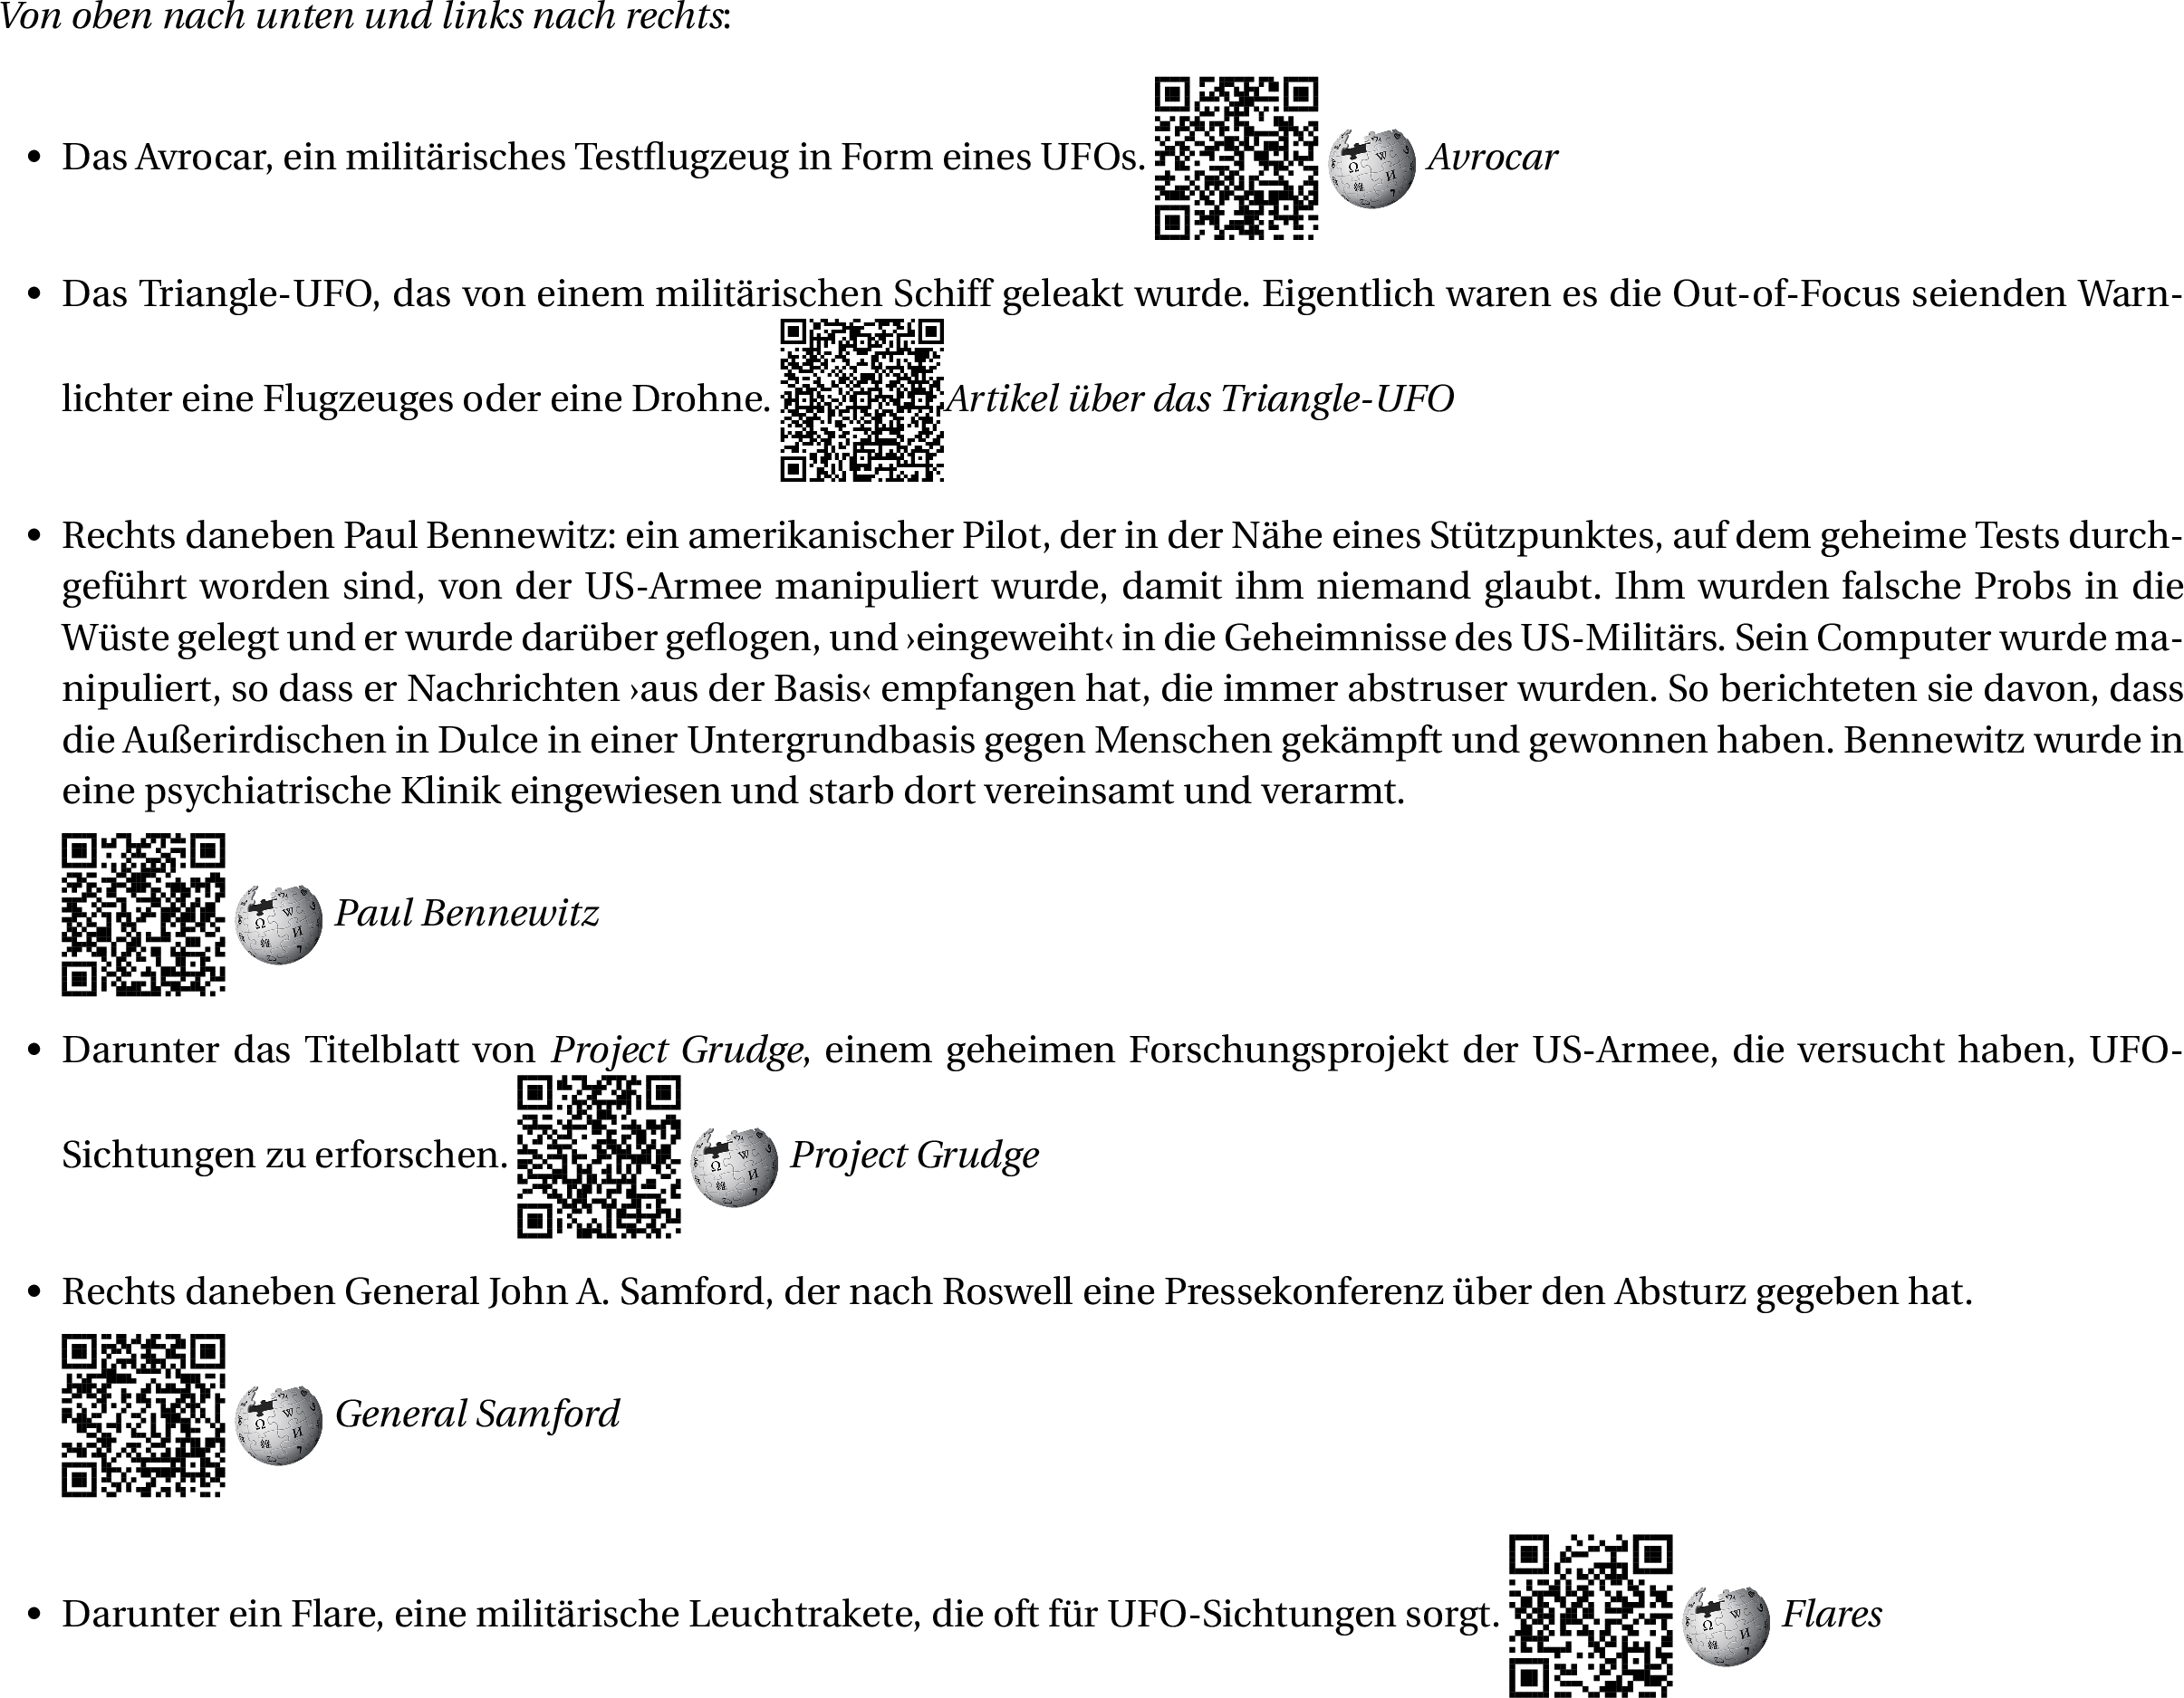 Von oben nach unten und links nach rechts:
• Das Avrocar, ein militärisches Testflugzeug in Form eines UFOs. Avrocar
• Das Triangle-UFO, das von einem militärischen Schiff geleakt wurde. Eigentlich waren es die Out-of-Focus seienden Warn-
lichter eine Flugzeuges oder eine Drohne. Artikel über das Triangle-UFO
• Rechts daneben Paul Bennewitz: ein amerikanischer Pilot, der in der Nähe eines Stützpunktes, auf dem geheime Tests durch-
geführt worden sind, von der US-Armee manipuliert wurde, damit ihm niemand glaubt. Ihm wurden falsche Probs in die
Wüste gelegt und er wurde darüber geflogen, und ›eingeweiht‹ in die Geheimnisse des US-Militärs. Sein Computer wurde ma-
nipuliert, so dass er Nachrichten ›aus der Basis‹ empfangen hat, die immer abstruser wurden. So berichteten sie davon, dass
die Außerirdischen in Dulce in einer Untergrundbasis gegen Menschen gekämpft und gewonnen haben. Bennewitz wurde in
eine psychiatrische Klinik eingewiesen und starb dort vereinsamt und verarmt.
Paul Bennewitz
• Darunter das Titelblatt von Project Grudge, einem geheimen Forschungsprojekt der US-Armee, die versucht haben, UFO-
Sichtungen zu erforschen. Project Grudge
• Rechts daneben General John A. Samford, der nach Roswell eine Pressekonferenz über den Absturz gegeben hat.
General Samford
• Darunter ein Flare, eine militärische Leuchtrakete, die oft für UFO-Sichtungen sorgt. Flares